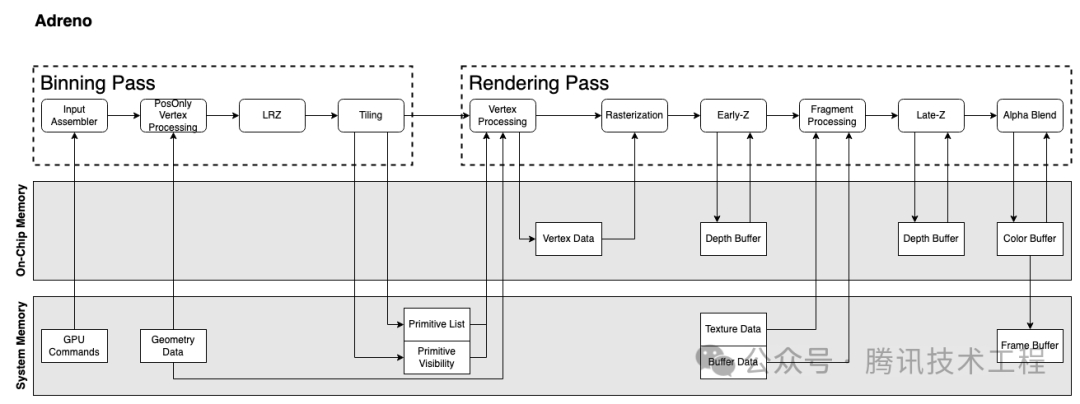 Adreno
Binning Pass
Input
Assembler
PosOnly
Vertex
Processing
LRZ
Tiling
Rendering Pass
Vertex
Processing
Rasterization
Early-Z
Fragment
Processing
Late-Z
Alpha Blend
On-Chip Memory
Vertex Data
Depth Buffer
Depth Buffer
Color Buffer
System Memory
GPU
Commands
Geometry
Data
Primitive List
Primitive
Visibility
Texture Data
Buffer Data
Frame Buffer
公众号 · 腾讯技术工程